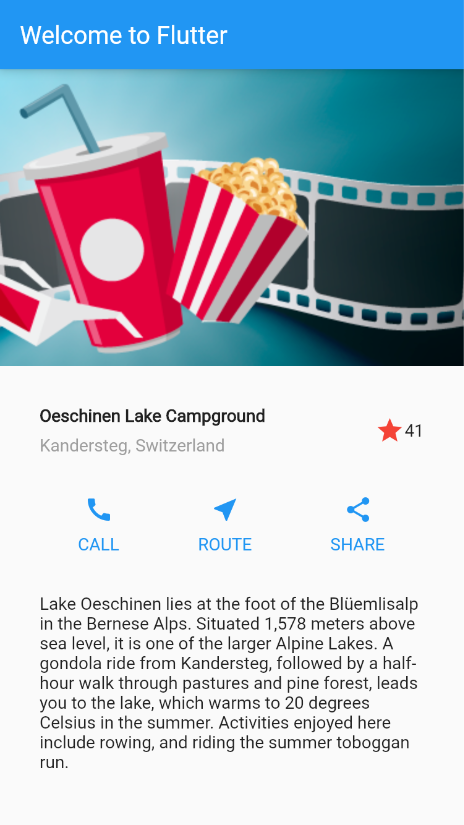 Welcome to Flutter
Oeschinen Lake Campground
Kandersteg, Switzerland
41
CALL
ROUTE
SHARE
Lake Oeschinen lies at the foot of the Blüemlisalp
in the Bernese Alps. Situated 1,578 meters above
sea level, it is one of the larger Alpine Lakes. A
gondola ride from Kandersteg, followed by a half-
hour walk through pastures and pine forest, leads
you to the lake, which warms to 20 degrees
Celsius in the summer. Activities enjoyed here
include rowing, and riding the summer toboggan
run.